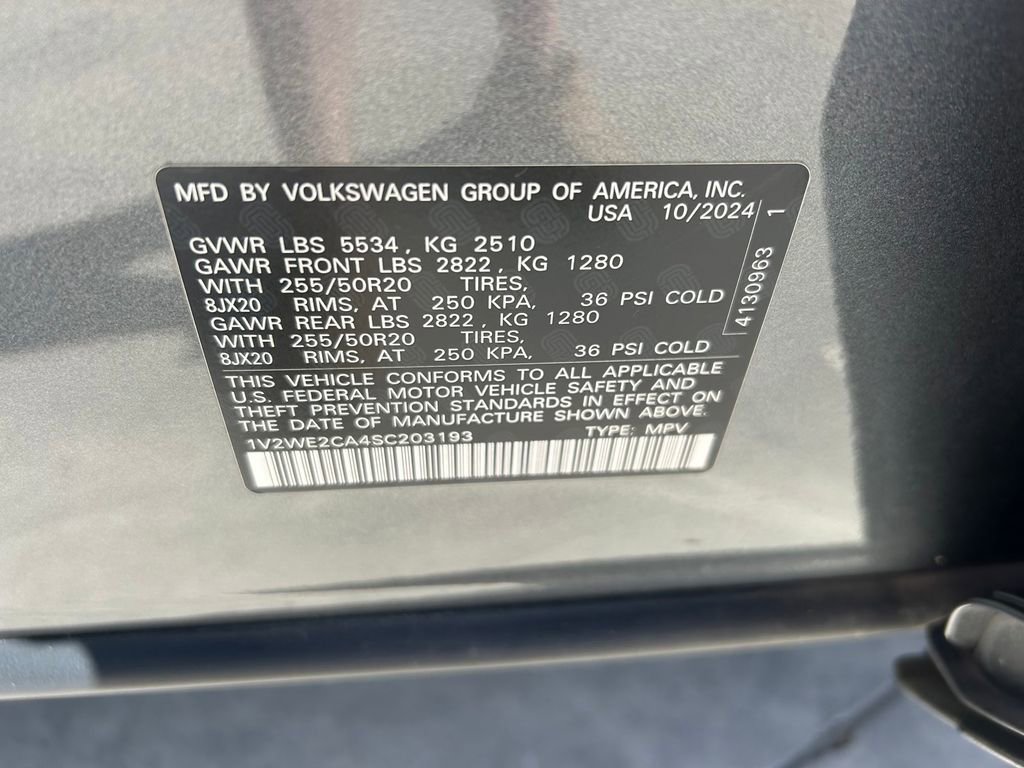 MFD BY VOLKSWAGEN GROUP OF AMERICA, INC.
USA 10/2024
GVWR LBS 5534, KG 2510
GAWR FRONT LBS 2822, KG 1280
WITH 255/50R20 TIRES,
8JX20 RIMS, AT 250 KPA, 36 PSI COLD
GAWR REAR LBS 2822, KG 1280
WITH 255/50R20 TIRES,
8JX20 RIMS, AT 250 KPA, 36 PSI COLD
THIS VEHICLE CONFORMS TO ALL APPLICABLE
U.S. FEDERAL MOTOR VEHICLE SAFETY AND
THEFT PREVENTION STANDARDS IN EFFECT ON
THE DATE OF MANUFACTURE SHOWN ABOVE.
1V2WE2CA4SC203193 TYPE: MPV
4130963 1